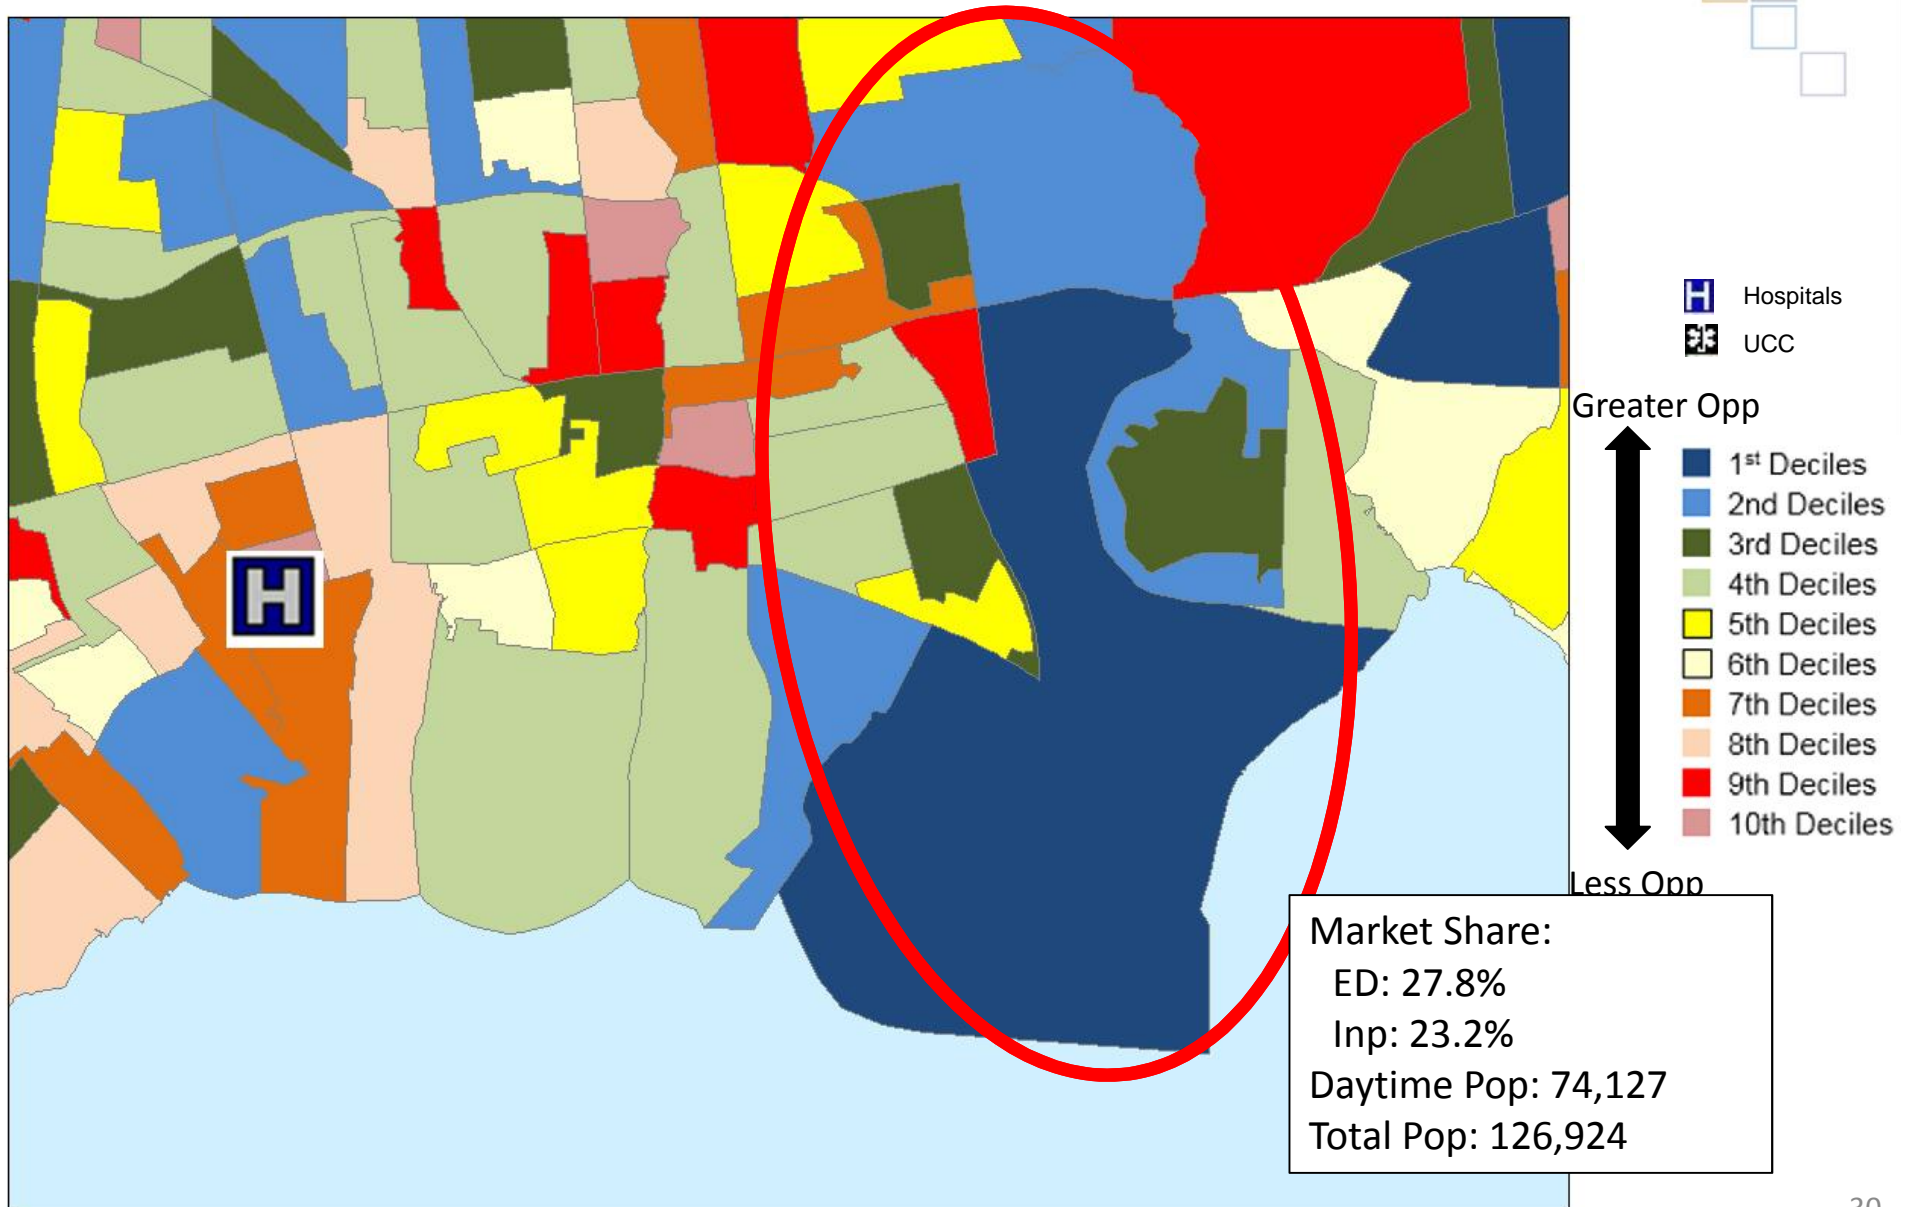 H
Hospitals
UCC
Greater Opp
1st Deciles
2nd Deciles
3rd Deciles
4th Deciles
5th Deciles
6th Deciles
7th Deciles
8th Deciles
9th Deciles
10th Deciles
Less Opp
H
Market Share:
ED: 27.8%
Inp: 23.2%
Daytime Pop: 74,127
Total Pop: 126,924